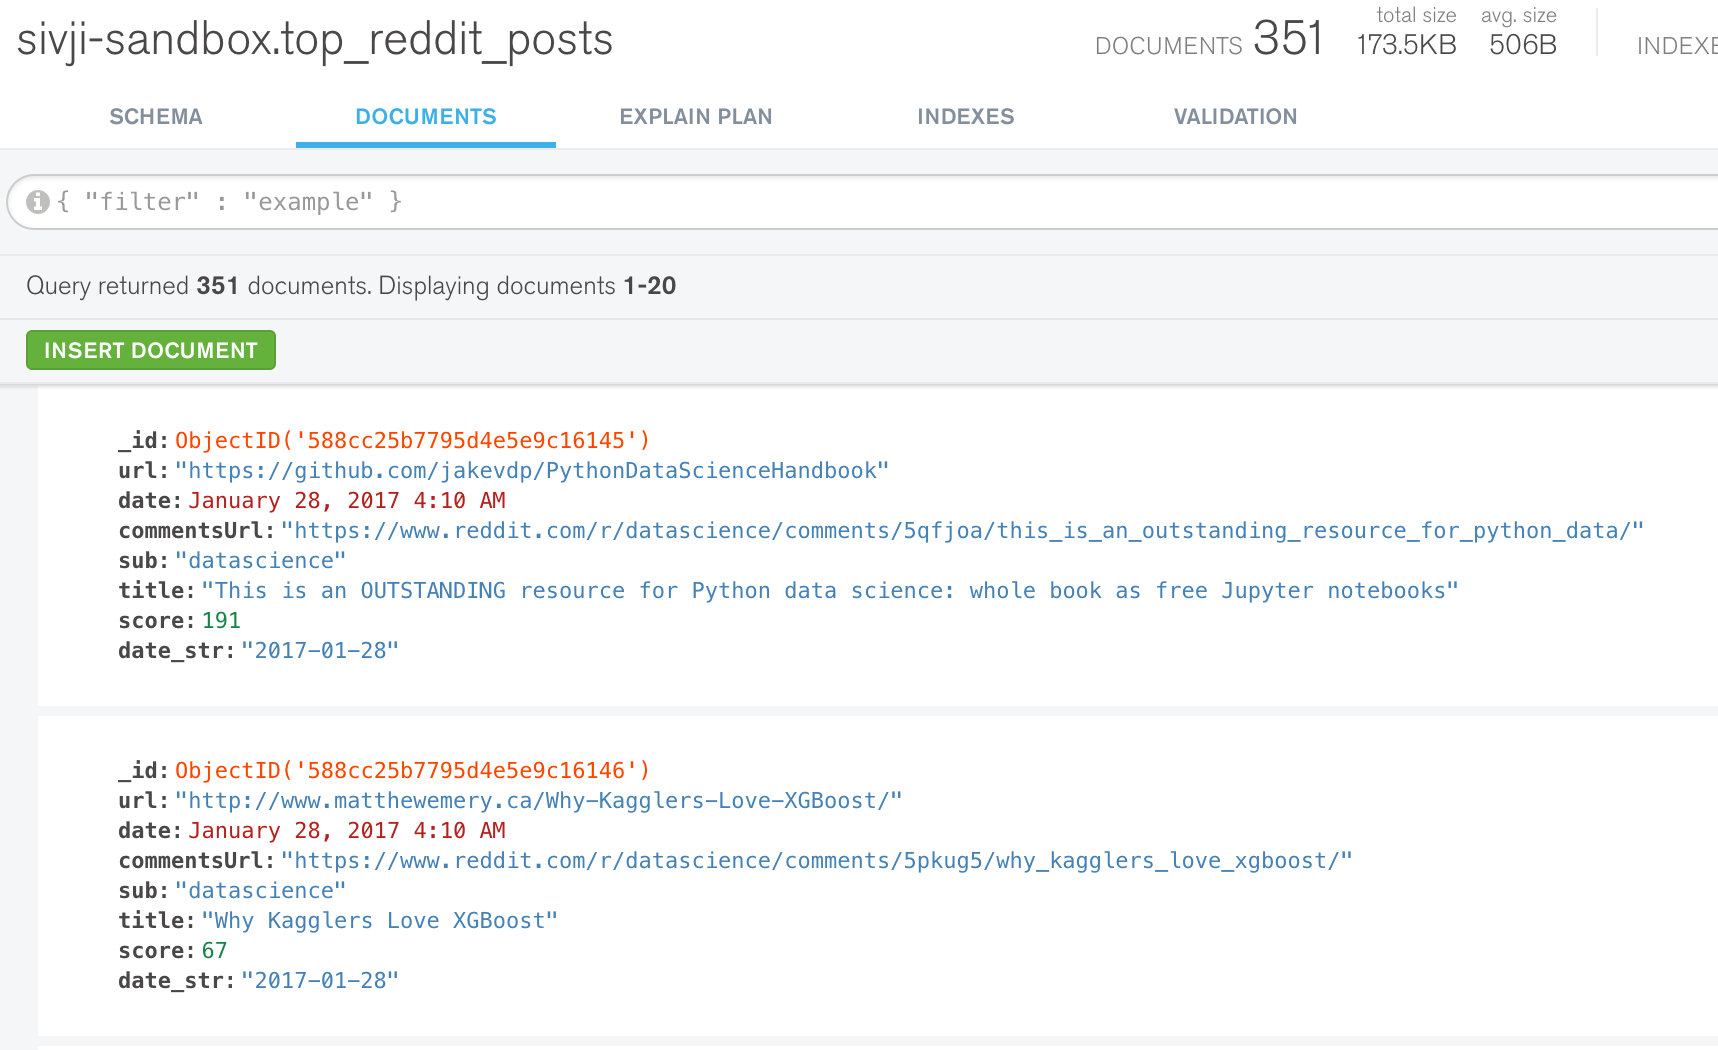 sivji-sandbox.top_reddit_posts
DOCUMENTS 351 total size 173.5KB avg. size 506B
SCHEMA DOCUMENTS EXPLAIN PLAN INDEXES VALIDATION
{ "filter" : "example" }
Query returned 351 documents. Displaying documents 1-20
INSERT DOCUMENT
_id: ObjectID('588cc25b7795d4e5e9c16145')
url: "https://github.com/jakevdp/PythonDataScienceHandbook"
date: January 28, 2017 4:10 AM
commentsUrl: "https://www.reddit.com/r/datascience/comments/5qfjoa/this_is_an_outstanding_resource_for_python_data/"
sub: "datascience"
title: "This is an OUTSTANDING resource for Python data science: whole book as free Jupyter notebooks"
score: 191
date_str: "2017-01-28"
_id: ObjectID('588cc25b7795d4e5e9c16146')
url: "http://www.matthewemery.ca/Why-Kagglers-Love-XGBoost/"
date: January 28, 2017 4:10 AM
commentsUrl: "https://www.reddit.com/r/datascience/comments/5pkug5/why_kagglers_love_xgboost/"
sub: "datascience"
title: "Why Kagglers Love XGBoost"
score: 67
date_str: "2017-01-28"